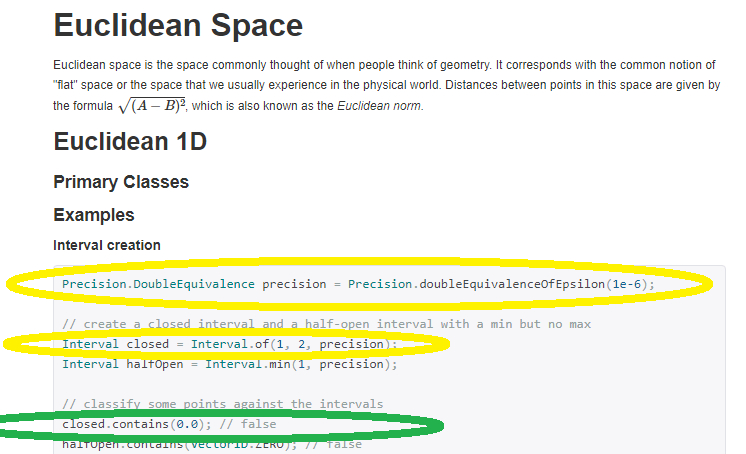 Euclidean Space
Euclidean space is the space commonly thought of when people think of geometry. It corresponds with the common notion of
"flat" space or the space that we usually experience in the physical world. Distances between points in this space are given by
the formula √(A − B)², which is also known as the Euclidean norm.
Euclidean 1D
Primary Classes
Examples
Interval creation
Precision.DoubleEquivalence precision = Precision.doubleEquivalenceOfEpsilon(1e-6);
// create a closed interval and a half-open interval with a min but no max
Interval closed = Interval.of(1, 2, precision);
Interval halfOpen = Interval.min(1, precision);
// classify some points against the intervals
closed.contains(0.0); // false
halfOpen.contains(Vector1D.ZERO); // false